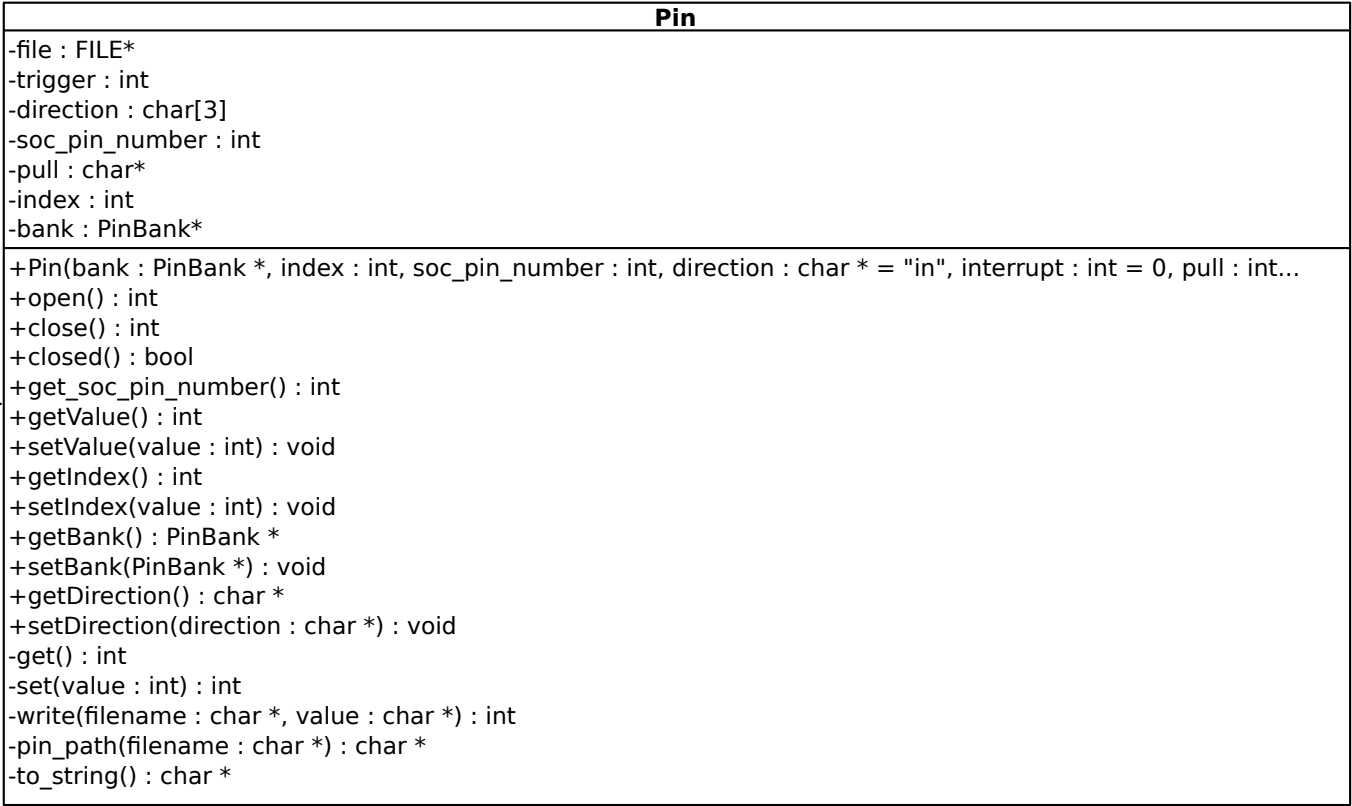 Pin
-file : FILE*
-trigger : int
-direction : char[3]
-soc_pin_number : int
-pull : char*
-index : int
-bank : PinBank*
+Pin(bank : PinBank *, index : int, soc_pin_number : int, direction : char * = "in", interrupt : int = 0, pull : int...
+open() : int
+close() : int
+closed() : bool
+get_soc_pin_number() : int
+getValue() : int
+setValue(value : int) : void
+getIndex() : int
+setIndex(value : int) : void
+getBank() : PinBank *
+setBank(PinBank *) : void
+getDirection() : char *
+setDirection(direction : char *) : void
-get() : int
-set(value : int) : int
-write(filename : char *, value : char *) : int
-pin_path(filename : char *) : char *
-to_string() : char *